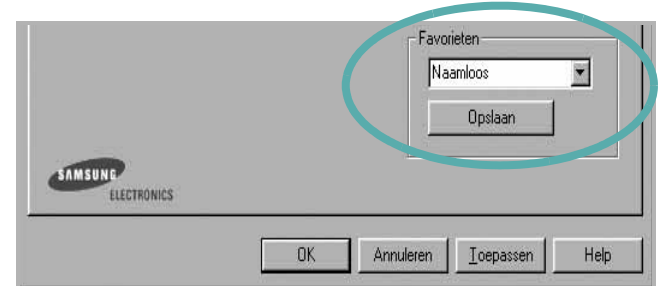 Favorieten
Naamloos
Opslaan
SAMSUNG
ELECTRONICS
OK Annuleren Toepassen Help